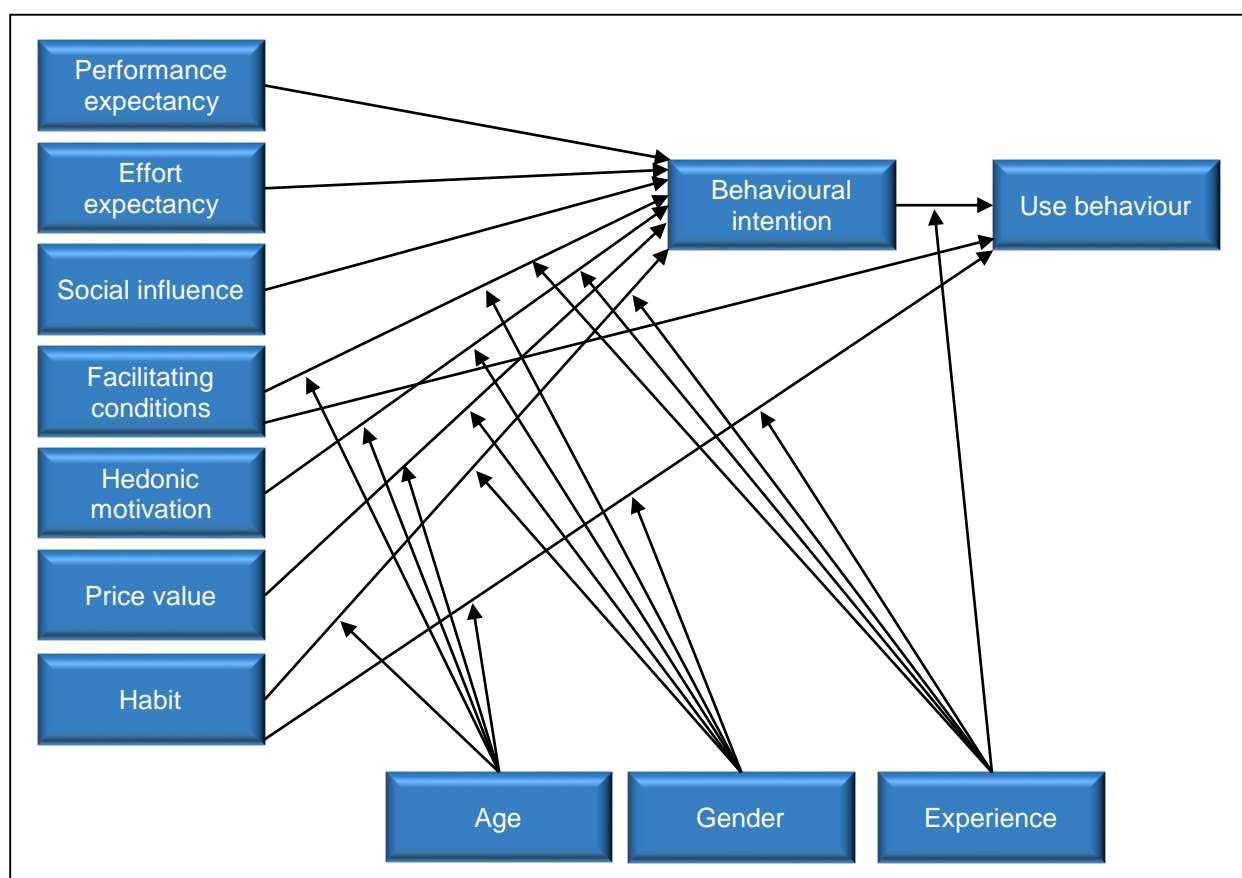 Performance
expectancy
Effort
expectancy
Social influence
Facilitating
conditions
Hedonic
motivation
Price value
Habit
Behavioural
intention
Use behaviour
Age
Gender
Experience